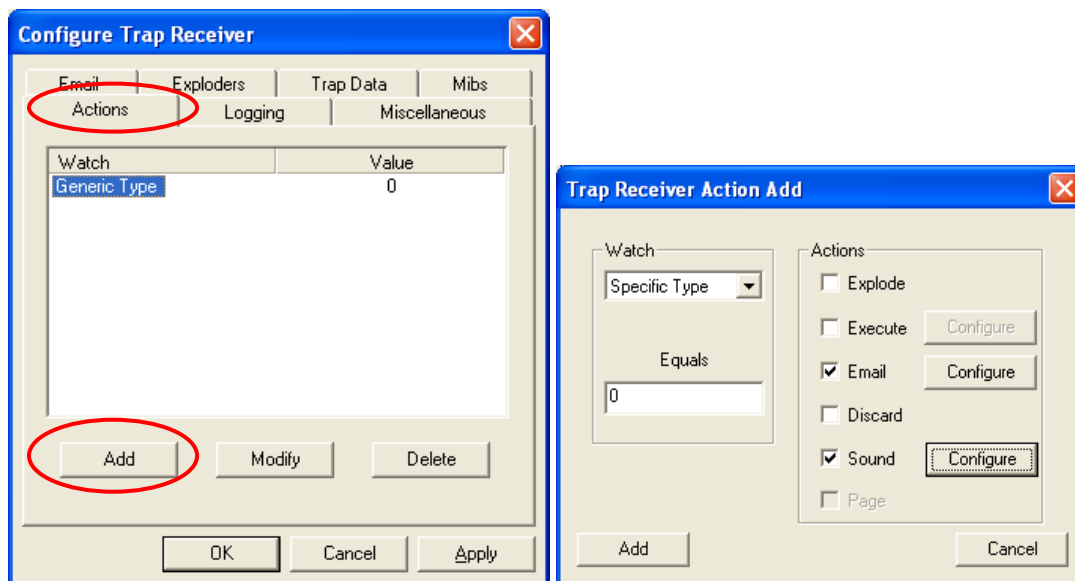 Configure Trap Receiver
Email Exploders Trap Data Mibs
Actions Logging Miscellaneous
Watch Value
Generic Type 0
Add Modify Delete
OK Cancel Apply
Trap Receiver Action Add
Watch
Specific Type
Equals
0
Actions
Explode
Execute Configure
Email Configure
Discard
Sound Configure
Page
Add Cancel